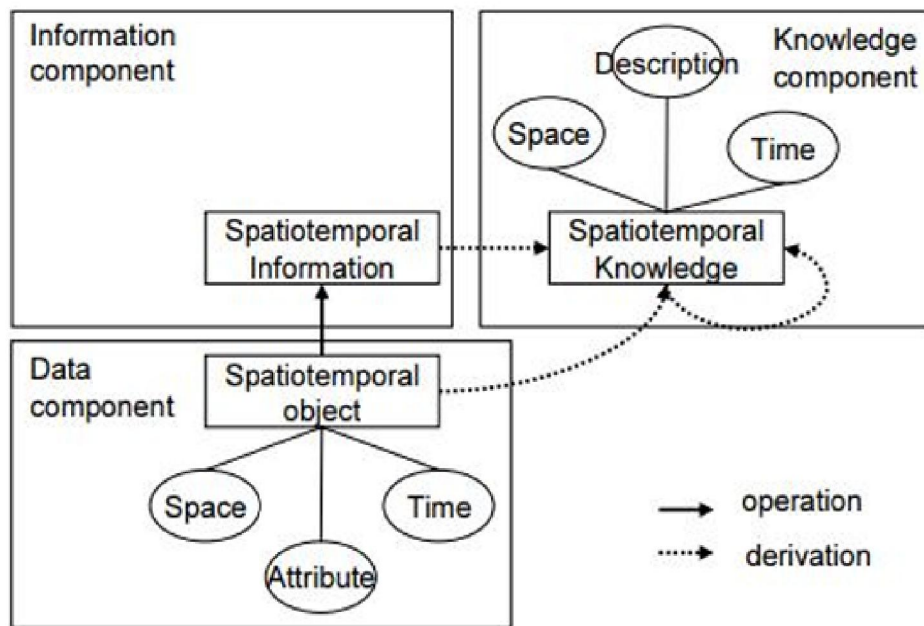 Information
component
Spatiotemporal
Information
Knowledge
component
Description
Space
Time
Spatiotemporal
Knowledge
Data
component
Spatiotemporal
object
Space
Time
Attribute
operation
derivation